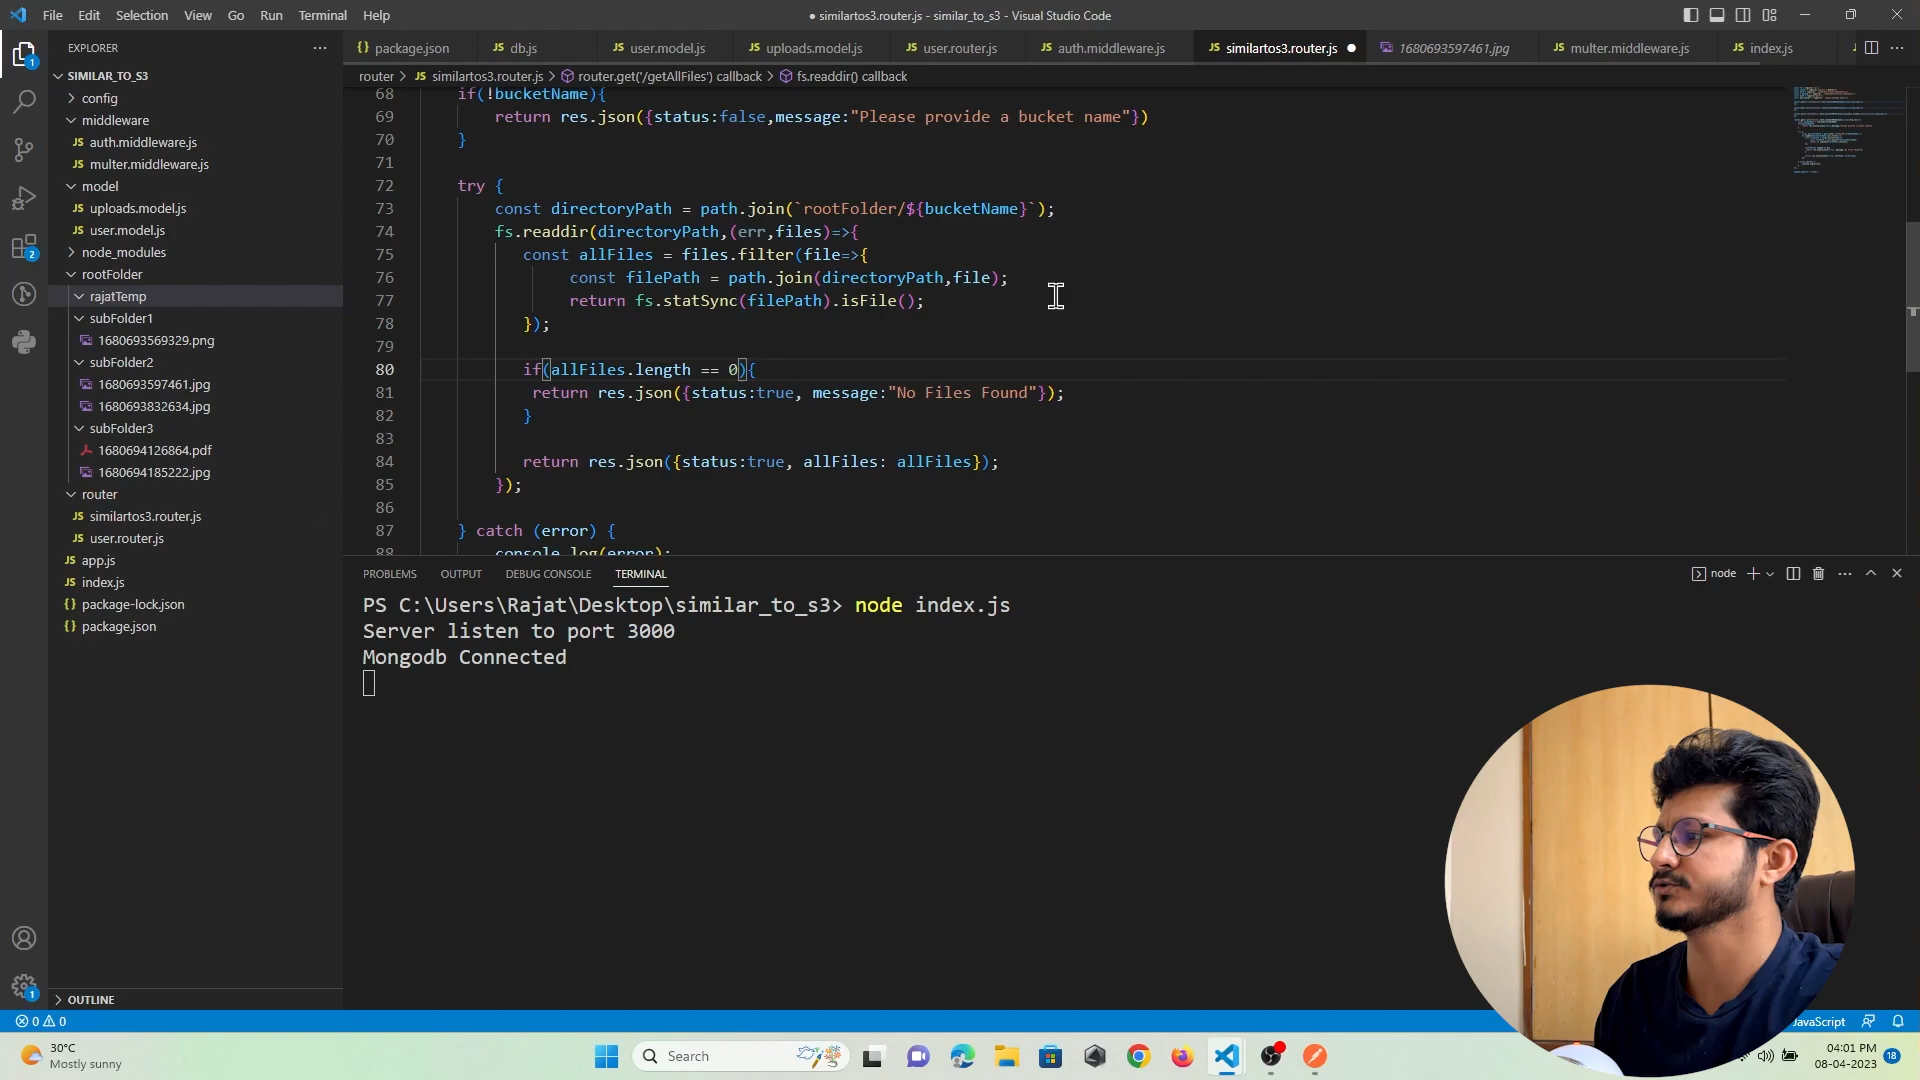 File Edit Selection View Go Run Terminal Help
● similartos3.router.js - similar_to_s3 - Visual Studio Code
EXPLORER
package.json db.js user.model.js uploads.model.js user.router.js auth.middleware.js similartos3.router.js 1680693597461.jpg multer.middleware.js index.js
router > similartos3.router.js > router.get('/getAllFiles') callback > fs.readdir() callback
SIMILAR_TO_S3
config
middleware
auth.middleware.js
multer.middleware.js
model
uploads.model.js
user.model.js
node_modules
rootFolder
rajatTemp
subFolder1
1680693569329.png
subFolder2
1680693597461.jpg
1680693832634.jpg
subFolder3
1680694126864.pdf
1680694185222.jpg
router
similartos3.router.js
user.router.js
app.js
index.js
package-lock.json
package.json
OUTLINE
68 if(!bucketName){
69 return res.json({status:false,message:"Please provide a bucket name"})
70 }
71
72 try {
73 const directoryPath = path.join(`rootFolder/${bucketName}`);
74 fs.readdir(directoryPath,(err,files)=>{
75 const allFiles = files.filter(file=>{
76 const filePath = path.join(directoryPath,file);
77 return fs.statSync(filePath).isFile();
78 });
79
80 if(allFiles.length == 0){
81 return res.json({status:true, message:"No Files Found"});
82 }
83
84 return res.json({status:true, allFiles: allFiles});
85 });
86
87 } catch (error) {
88 console.log(error);
PROBLEMS OUTPUT DEBUG CONSOLE TERMINAL
node
PS C:\Users\Rajat\Desktop\similar_to_s3> node index.js
Server listen to port 3000
Mongodb Connected
0 0
JavaScript
30°C
Mostly sunny
Search
04:01 PM
08-04-2023
18